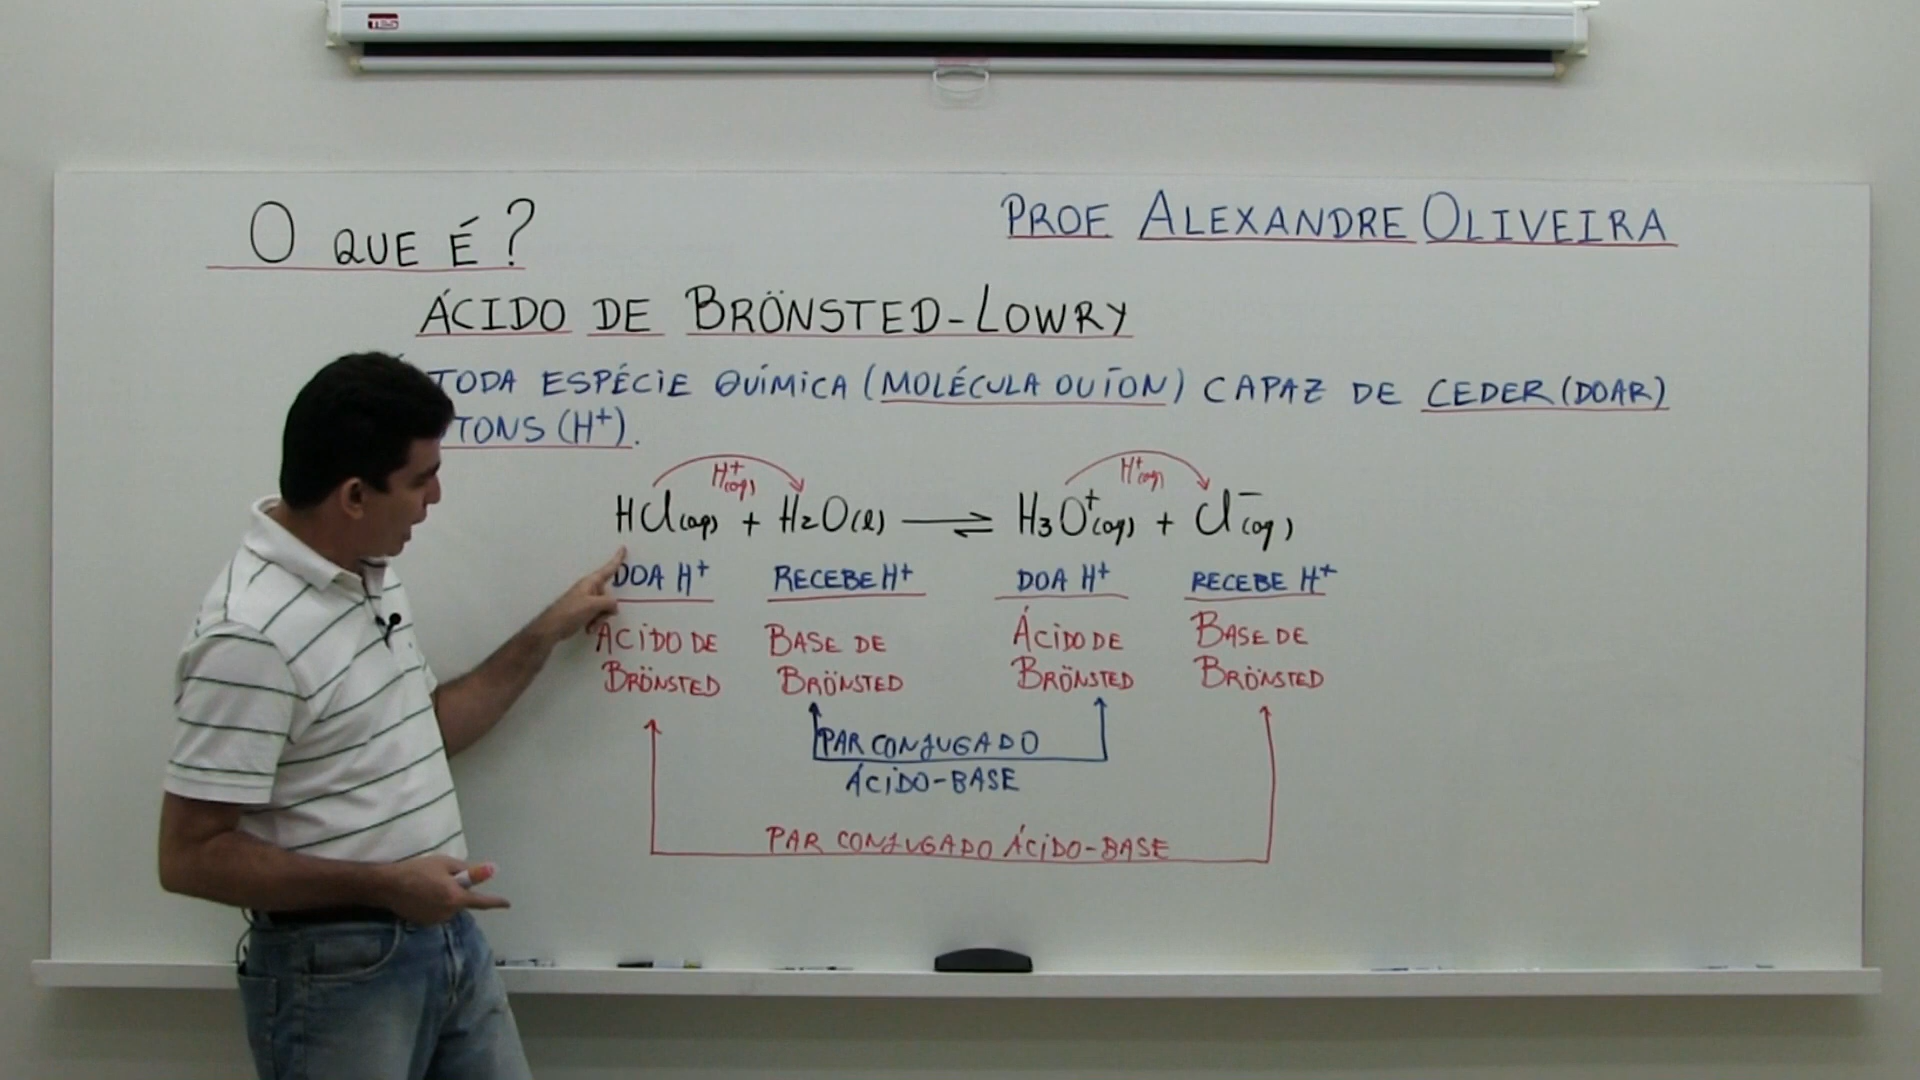 O QUE É?
PROF ALEXANDRE OLIVEIRA
ÁCIDO DE BRÖNSTED-LOWRY
TODA ESPÉCIE QUÍMICA (MOLÉCULA OU ÍON) CAPAZ DE CEDER (DOAR)
TONS (H⁺).
H⁺(aq) H⁺(aq)
HCl(aq) + H₂O(l) ⇌ H₃O⁺(aq) + Cl⁻(aq)
DOA H⁺ RECEBE H⁺ DOA H⁺ RECEBE H⁺
ÁCIDO DE BASE DE ÁCIDO DE BASE DE
BRÖNSTED BRÖNSTED BRÖNSTED BRÖNSTED
PAR CONJUGADO
ÁCIDO-BASE
PAR CONJUGADO ÁCIDO-BASE